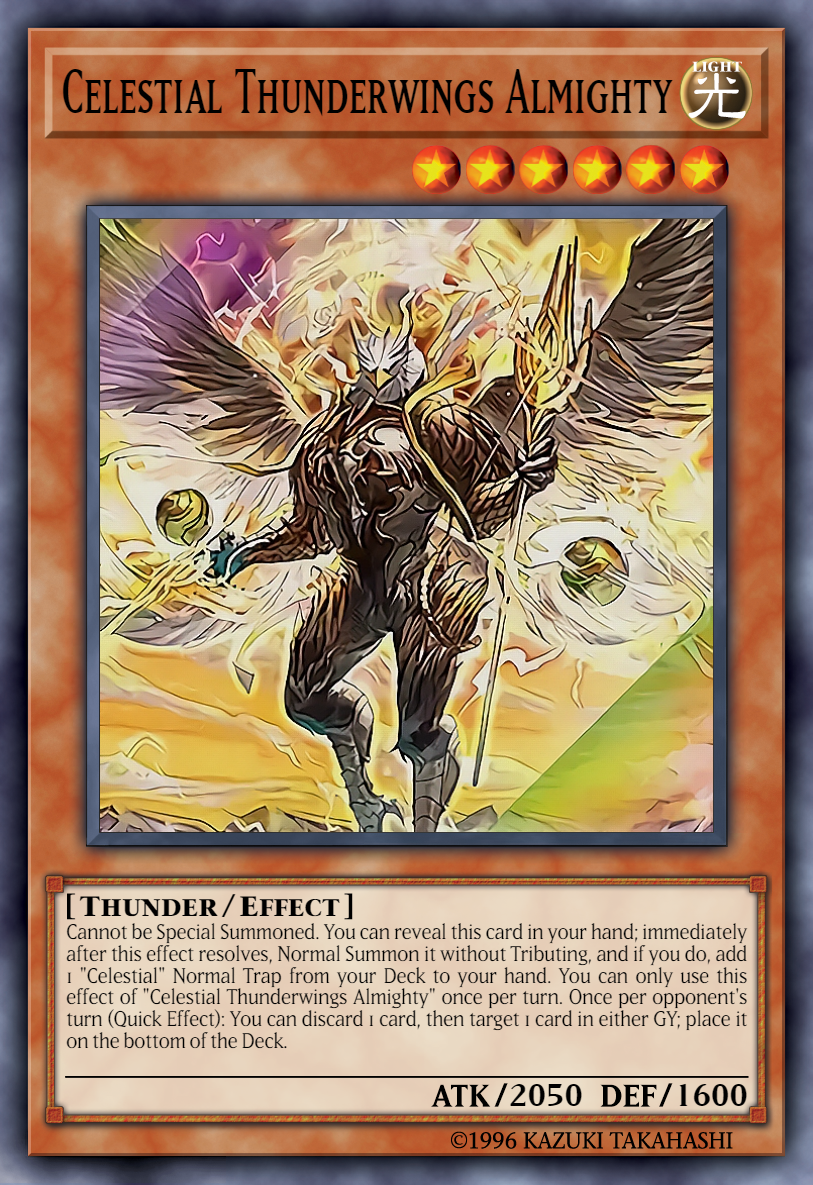 Celestial Thunderwings Almighty
LIGHT
光
[Thunder/Effect]
Cannot be Special Summoned. You can reveal this card in your hand; immediately
after this effect resolves, Normal Summon it without Tributing, and if you do, add
1 "Celestial" Normal Trap from your Deck to your hand. You can only use this
effect of "Celestial Thunderwings Almighty" once per turn. Once per opponent's
turn (Quick Effect): You can discard 1 card, then target 1 card in either GY; place it
on the bottom of the Deck.
ATK/2050 DEF/1600
©1996 KAZUKI TAKAHASHI